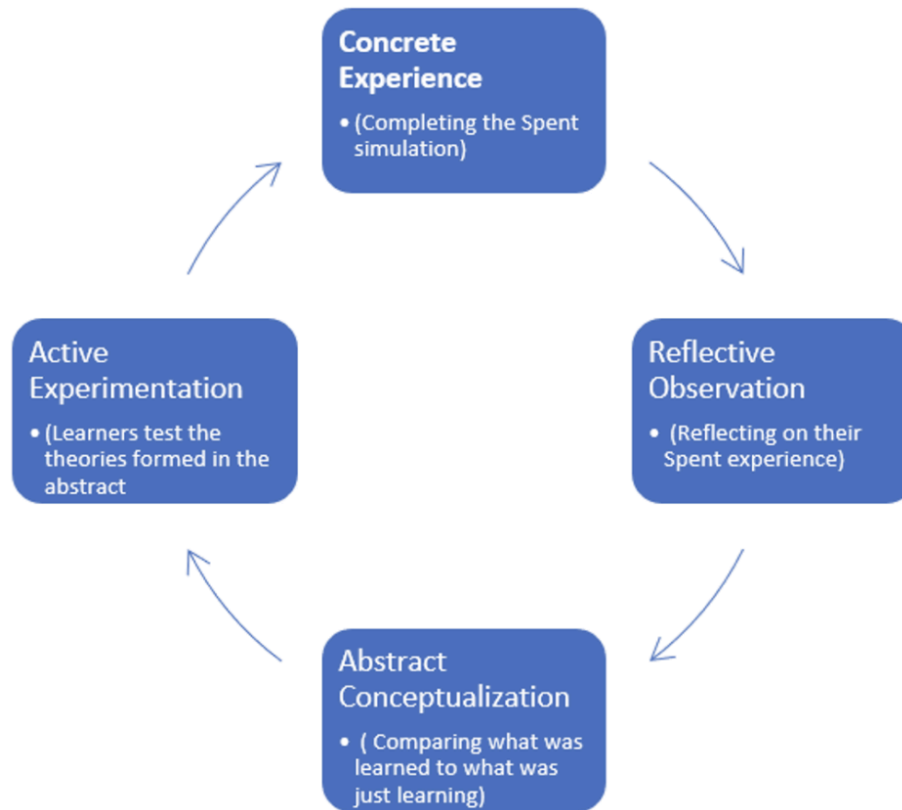 Concrete
Experience
• (Completing the Spent
simulation)
Reflective
Observation
• (Reflecting on their
Spent experience)
Abstract
Conceptualization
• ( Comparing what was
learned to what was
just learning)
Active
Experimentation
• (Learners test the
theories formed in the
abstract